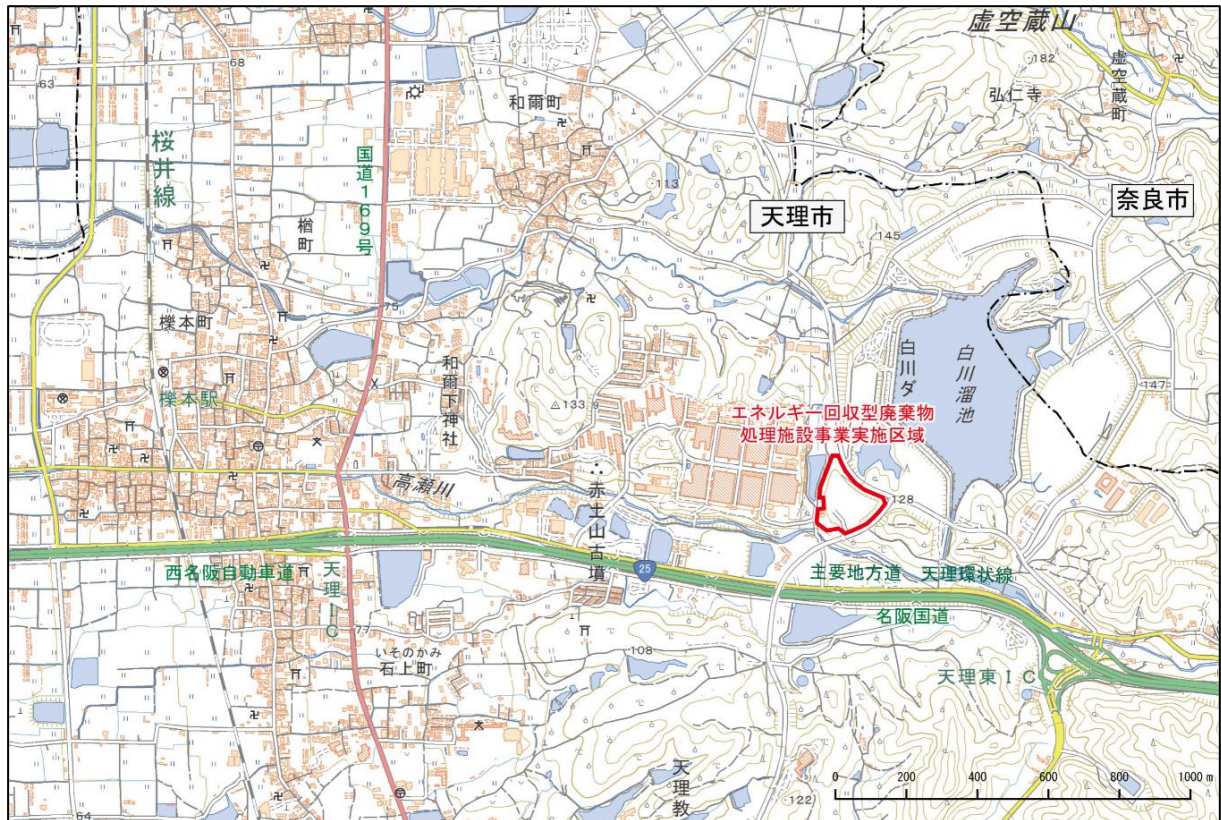 虚空蔵山
182
68
63
和爾町
弘仁寺
虚空蔵町
桜井線
国道169号
113
天理市
奈良市
楢町
145
75
櫟本町
和爾下神社
白川ダ
白川溜池
147
櫟本駅
133
エネルギー回収型廃棄物
処理施設事業実施区域
高瀬川
赤土山古墳
128
西名阪自動車道
天理IC
25
主要地方道 天理環状線
名阪国道
いそのかみ
石上町
108
天理東IC
天理教
122
64
0 200 400 600 800 1000 m